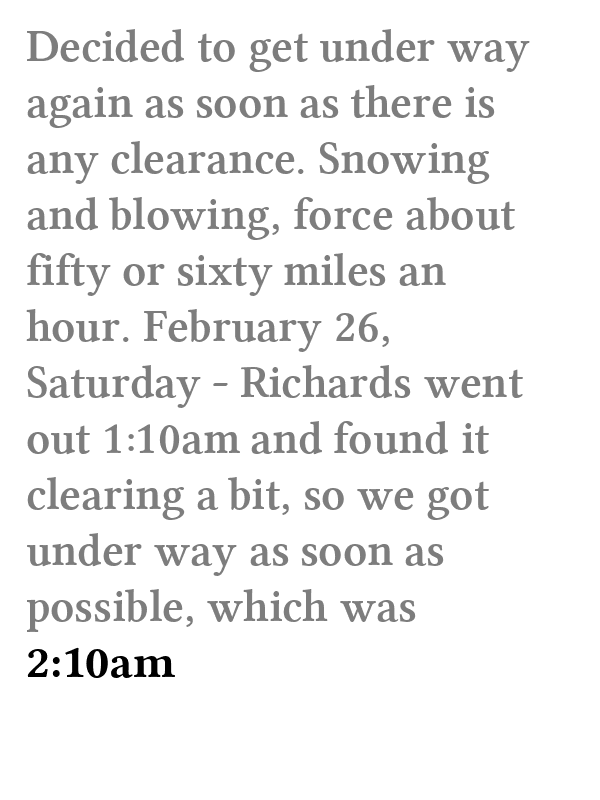 Decided to get under way
again as soon as there is
any clearance. Snowing
and blowing, force about
fifty or sixty miles an
hour. February 26,
Saturday - Richards went
out 1:10am and found it
clearing a bit, so we got
under way as soon as
possible, which was
2:10am